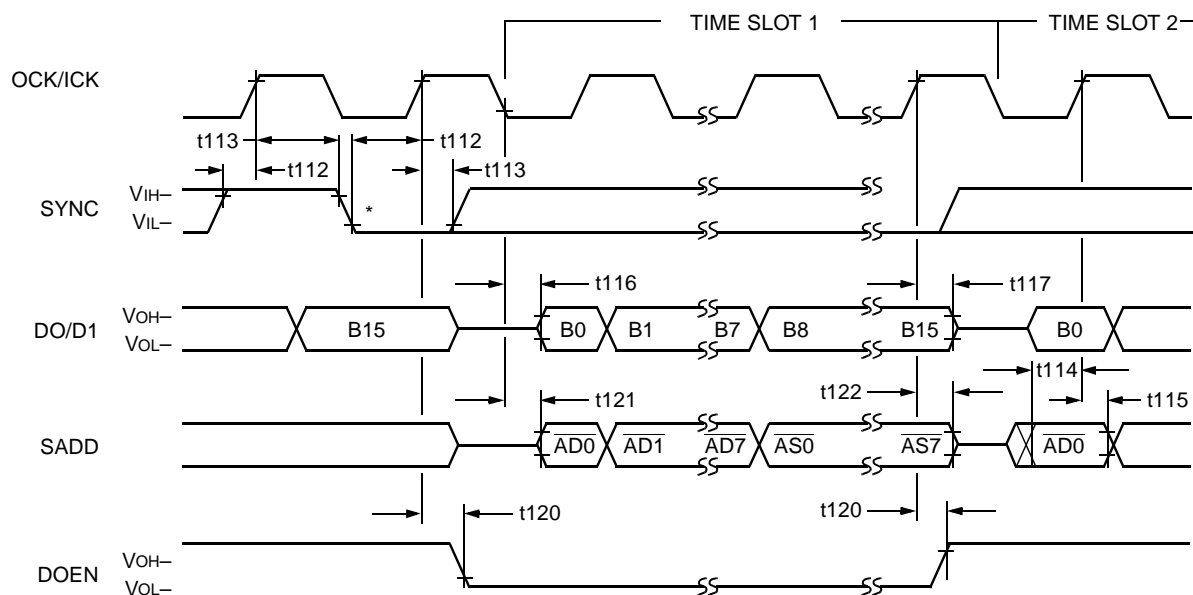 TIME SLOT 1 TIME SLOT 2
OCK/ICK
t113 t112
t112 t113
VIH–
SYNC
VIL–
*
t116 t117
VOH–
DO/D1 B15 B0 B1 B7 B8 B15 B0
VOL–
t114
t121 t122 t115
SADD AD0 AD1 AD7 AS0 AS7 AD0
t120 t120
VOH–
DOEN
VOL–